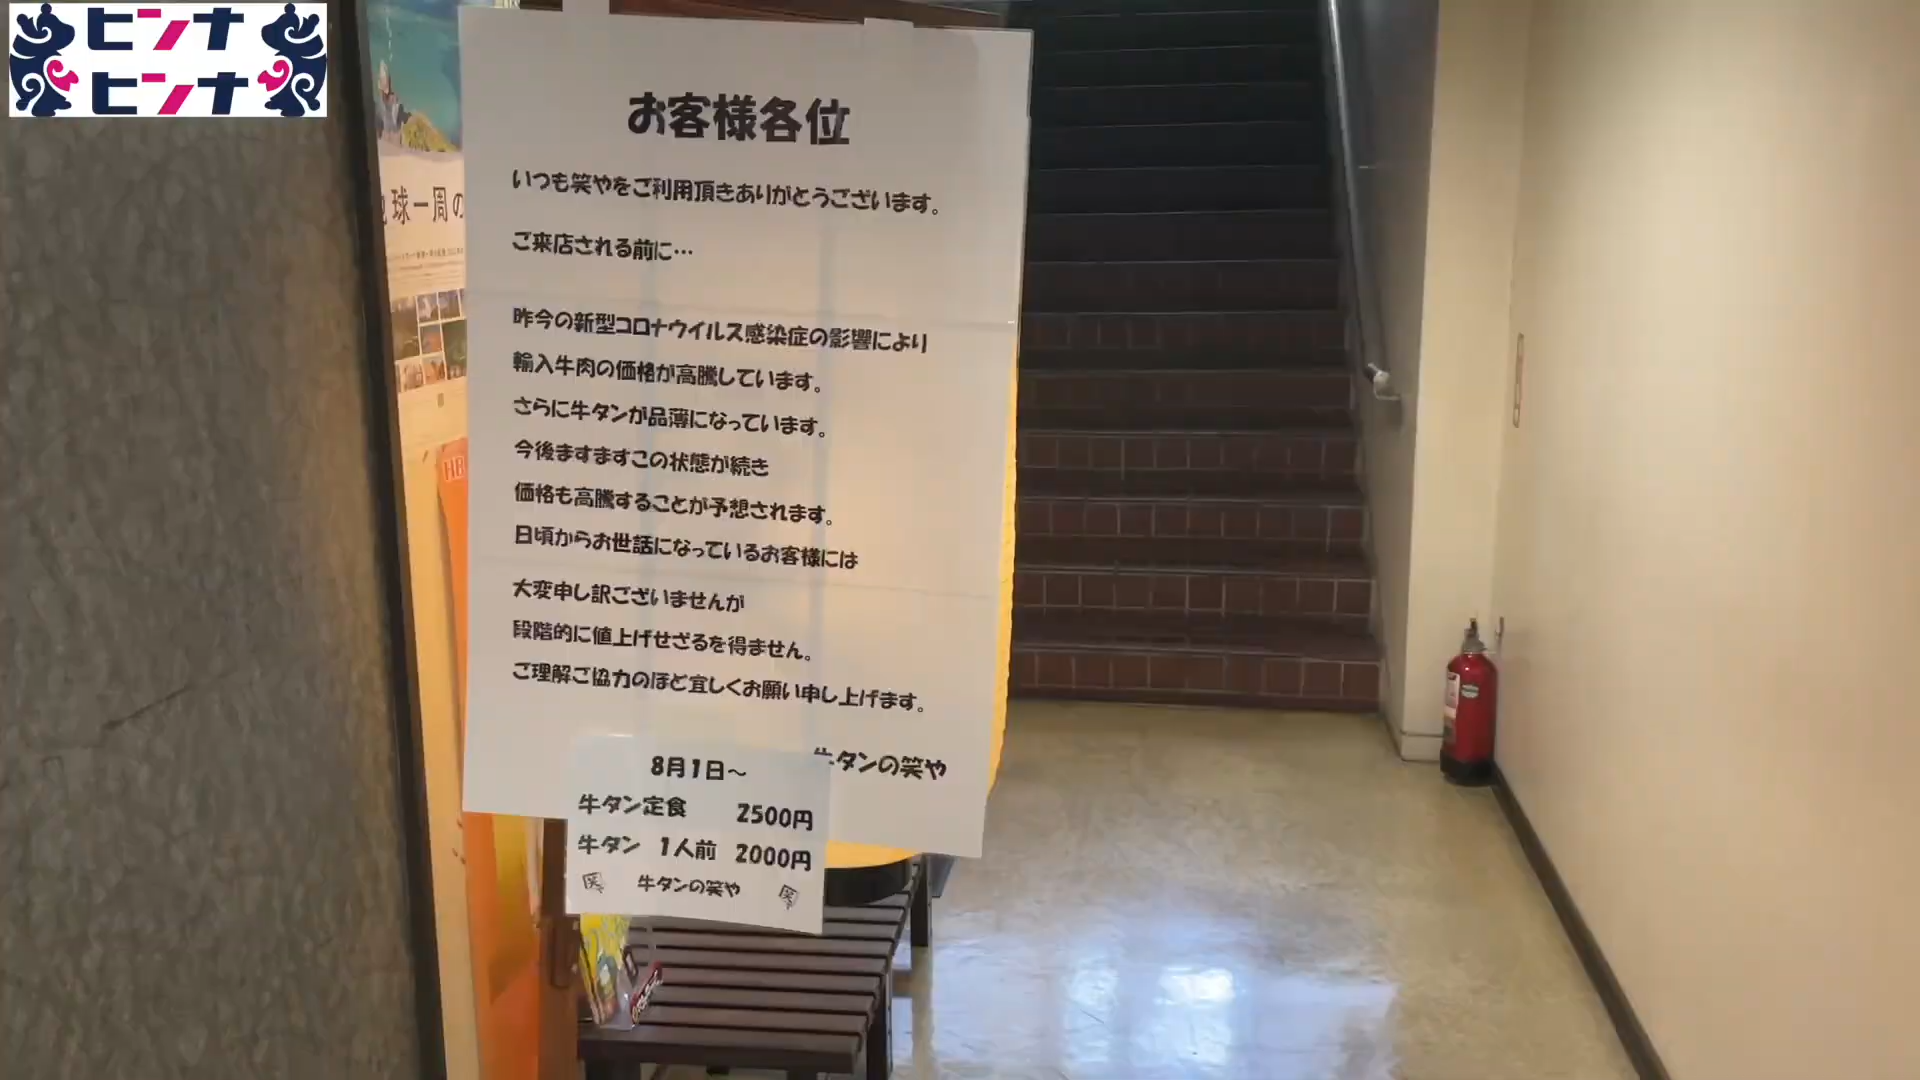 ヒンナ
ヒンナ
球一周の
HB
お客様各位
いつも笑やをご利用頂きありがとうございます。
ご来店される前に…
昨今の新型コロナウイルス感染症の影響により
輸入牛肉の価格が高騰しています。
さらに牛タンが品薄になっています。
今後ますますこの状態が続き
価格も高騰することが予想されます。
日頃からお世話になっているお客様には
大変申し訳ございませんが
段階的に値上げせざるを得ません。
ご理解ご協力のほど宜しくお願い申し上げます。
牛タンの笑や
8月1日～
牛タン定食 2500円
牛タン 1人前 2000円
牛タンの笑や